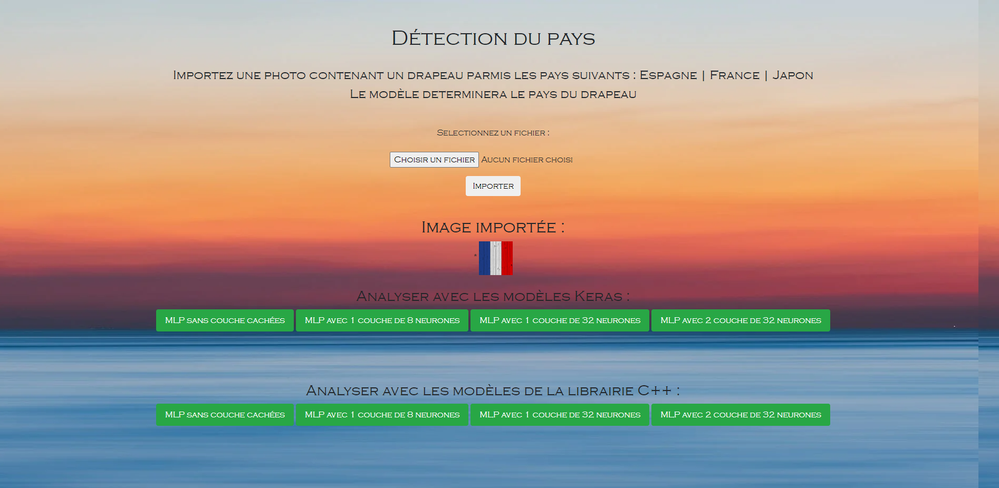 Détection du pays
Importez une photo contenant un drapeau parmis les pays suivants : Espagne | France | Japon
Le modèle determinera le pays du drapeau
Selectionnez un fichier :
Choisir un fichier Aucun fichier choisi
Importer
Image importée :
*
Analyser avec les modèles Keras :
MLP sans couche cachées MLP avec 1 couche de 8 neurones MLP avec 1 couche de 32 neurones MLP avec 2 couche de 32 neurones
Analyser avec les modèles de la librairie C++ :
MLP sans couche cachées MLP avec 1 couche de 8 neurones MLP avec 1 couche de 32 neurones MLP avec 2 couche de 32 neurones